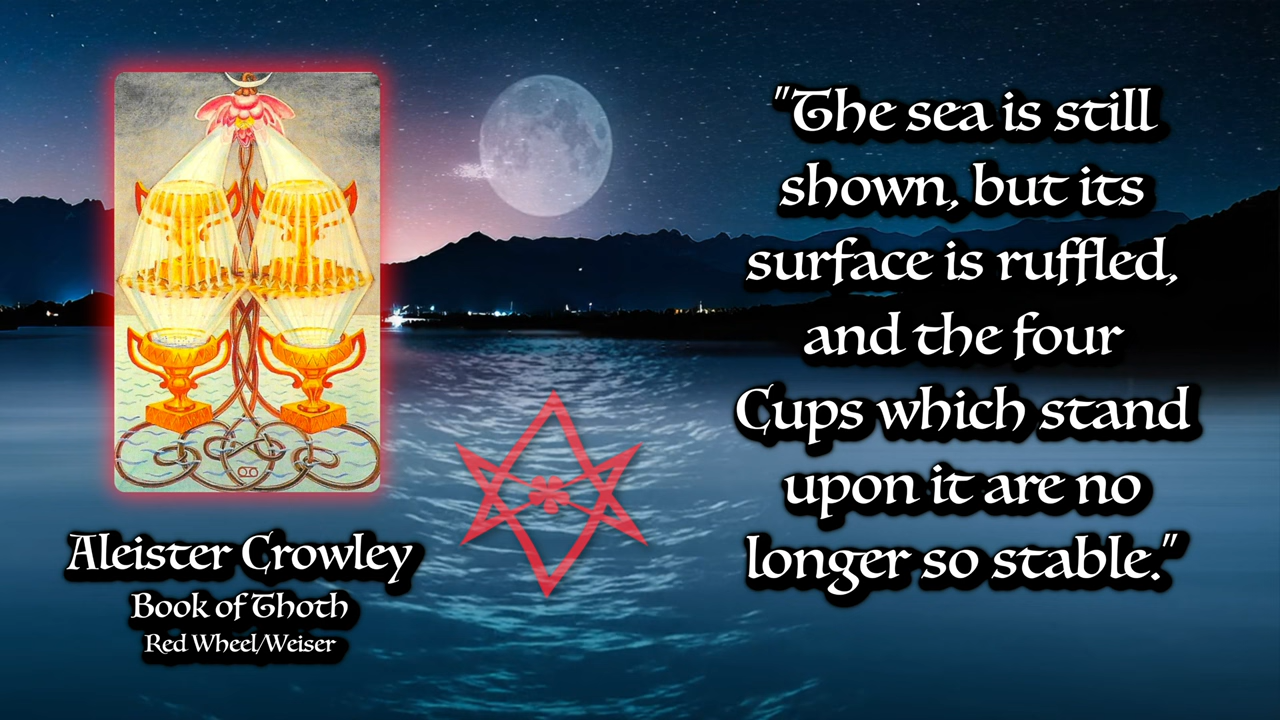 "The sea is still
shown, but its
surface is ruffled,
and the four
Cups which stand
upon it are no
longer so stable."
Aleister Crowley
Book of Thoth
Red Wheel/Weiser